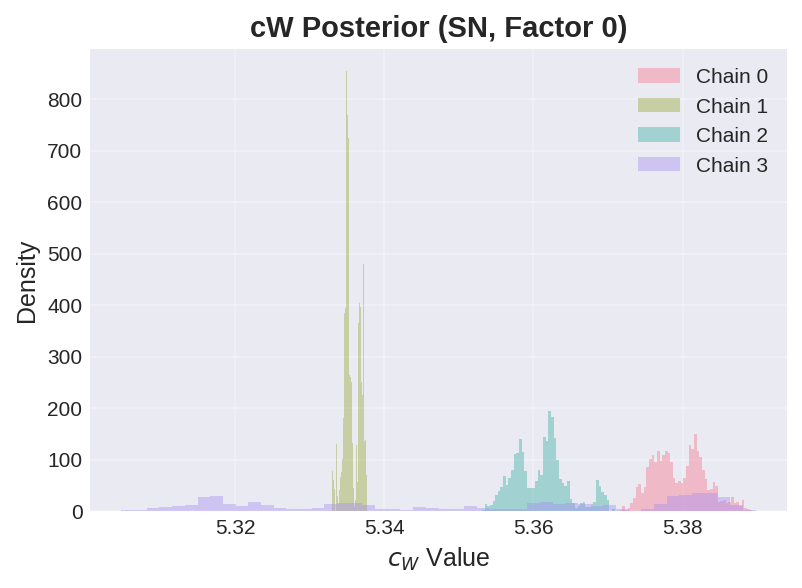 cW Posterior (SN, Factor 0)
Chain 0
Chain 1
Chain 2
Chain 3
Density
800
700
600
500
400
300
200
100
0
5.32 5.34 5.36 5.38
c_W Value